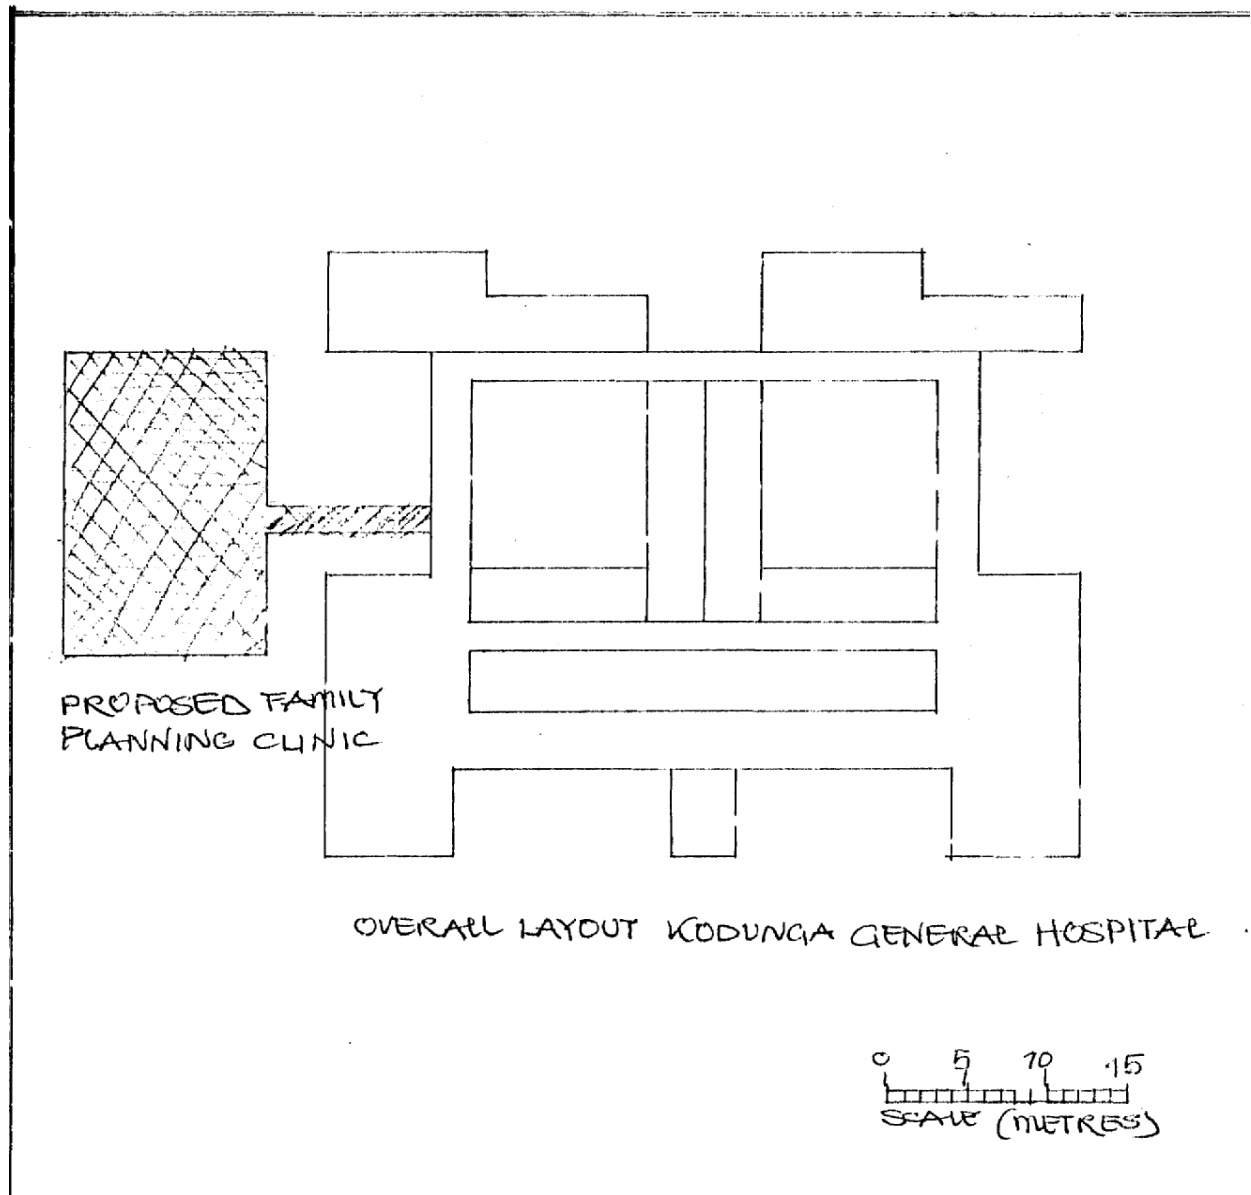 PROPOSED FAMILY
PLANNING CLINIC
OVERALL LAYOUT KODUNGA GENERAL HOSPITAL
0 5 10 15
SCALE (METRES)